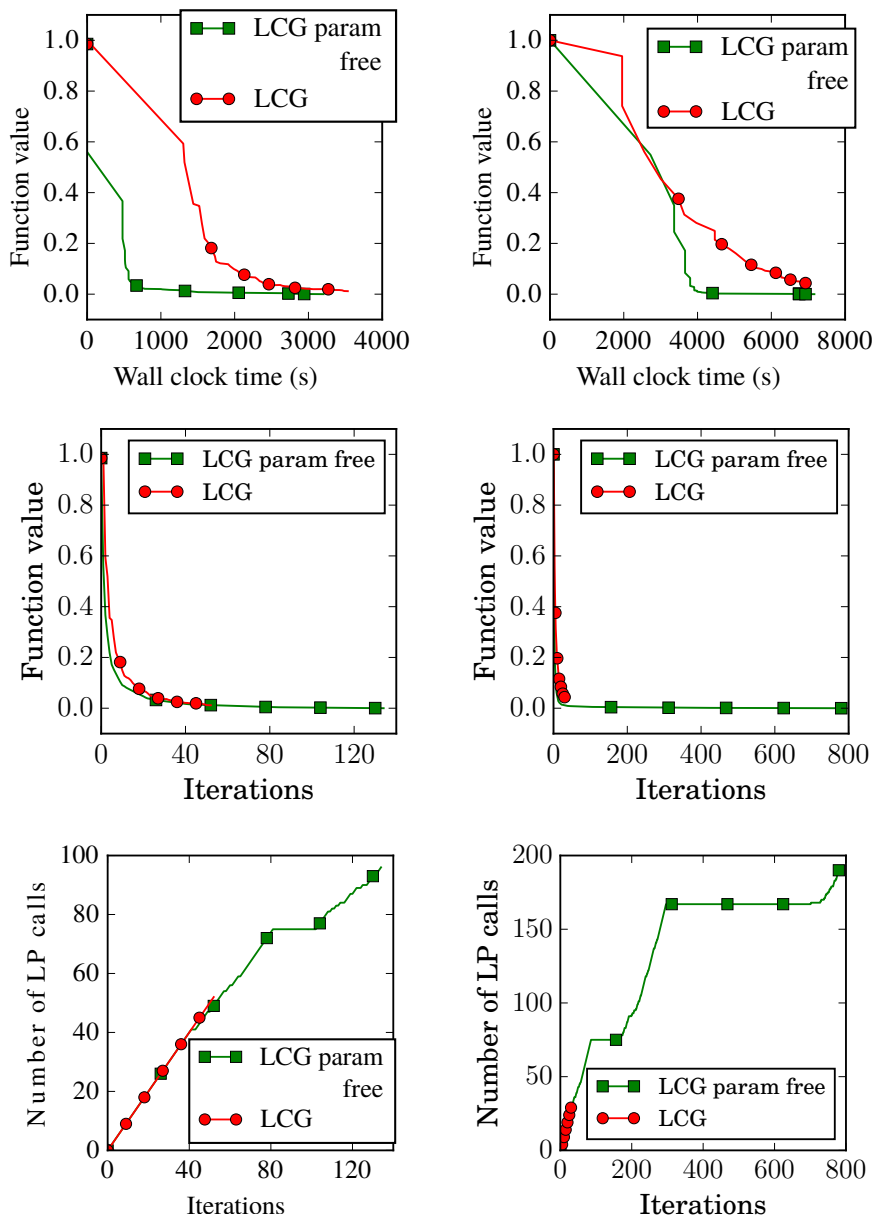 1.0
0.8
0.6
0.4
0.2
0.0
Function value
LCG param
free
LCG
0 1000 2000 3000 4000
Wall clock time (s)
1.0
0.8
0.6
0.4
0.2
0.0
Function value
LCG param
free
LCG
0 2000 4000 6000 8000
Wall clock time (s)
1.0
0.8
0.6
0.4
0.2
0.0
Function value
LCG param free
LCG
0 40 80 120
Iterations
1.0
0.8
0.6
0.4
0.2
0.0
Function value
LCG param free
LCG
0 200 400 600 800
Iterations
100
80
60
40
20
0
Number of LP calls
LCG param
free
LCG
0 40 80 120
Iterations
200
150
100
50
0
Number of LP calls
LCG param free
LCG
0 200 400 600 800
Iterations